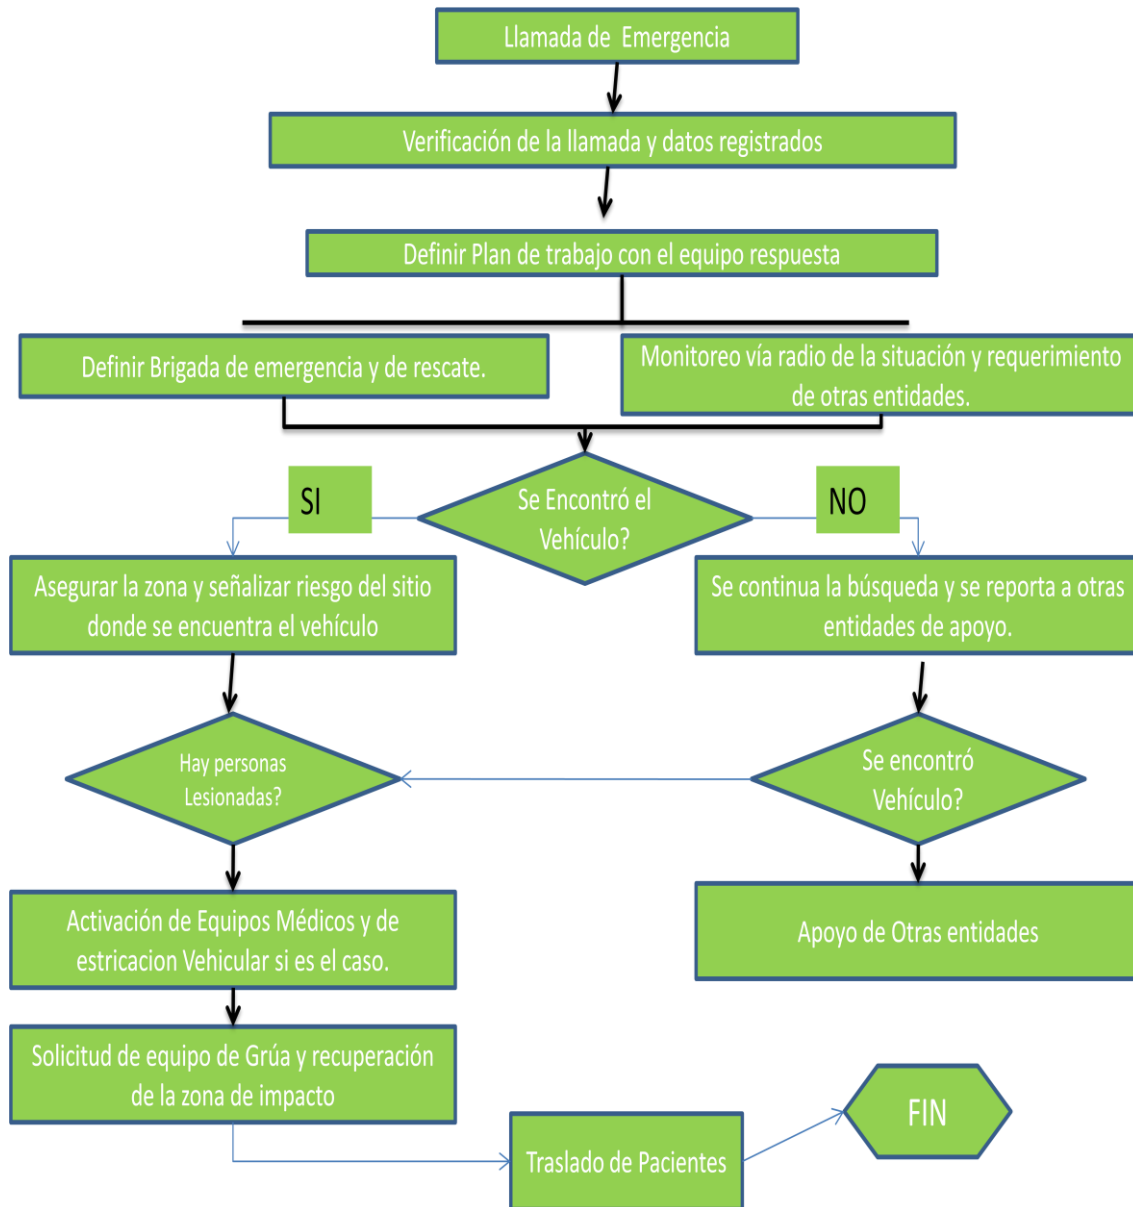 Llamada de Emergencia
Verificación de la llamada y datos registrados
Definir Plan de trabajo con el equipo respuesta
Definir Brigada de emergencia y de rescate.
Monitoreo vía radio de la situación y requerimiento
de otras entidades.
Se Encontró el
Vehículo?
SI
NO
Asegurar la zona y señalizar riesgo del sitio
donde se encuentra el vehículo
Se continua la búsqueda y se reporta a otras
entidades de apoyo.
Hay personas
Lesionadas?
Se encontró
Vehículo?
Activación de Equipos Médicos y de
estricacion Vehicular si es el caso.
Apoyo de Otras entidades
Solicitud de equipo de Grúa y recuperación
de la zona de impacto
Traslado de Pacientes
FIN